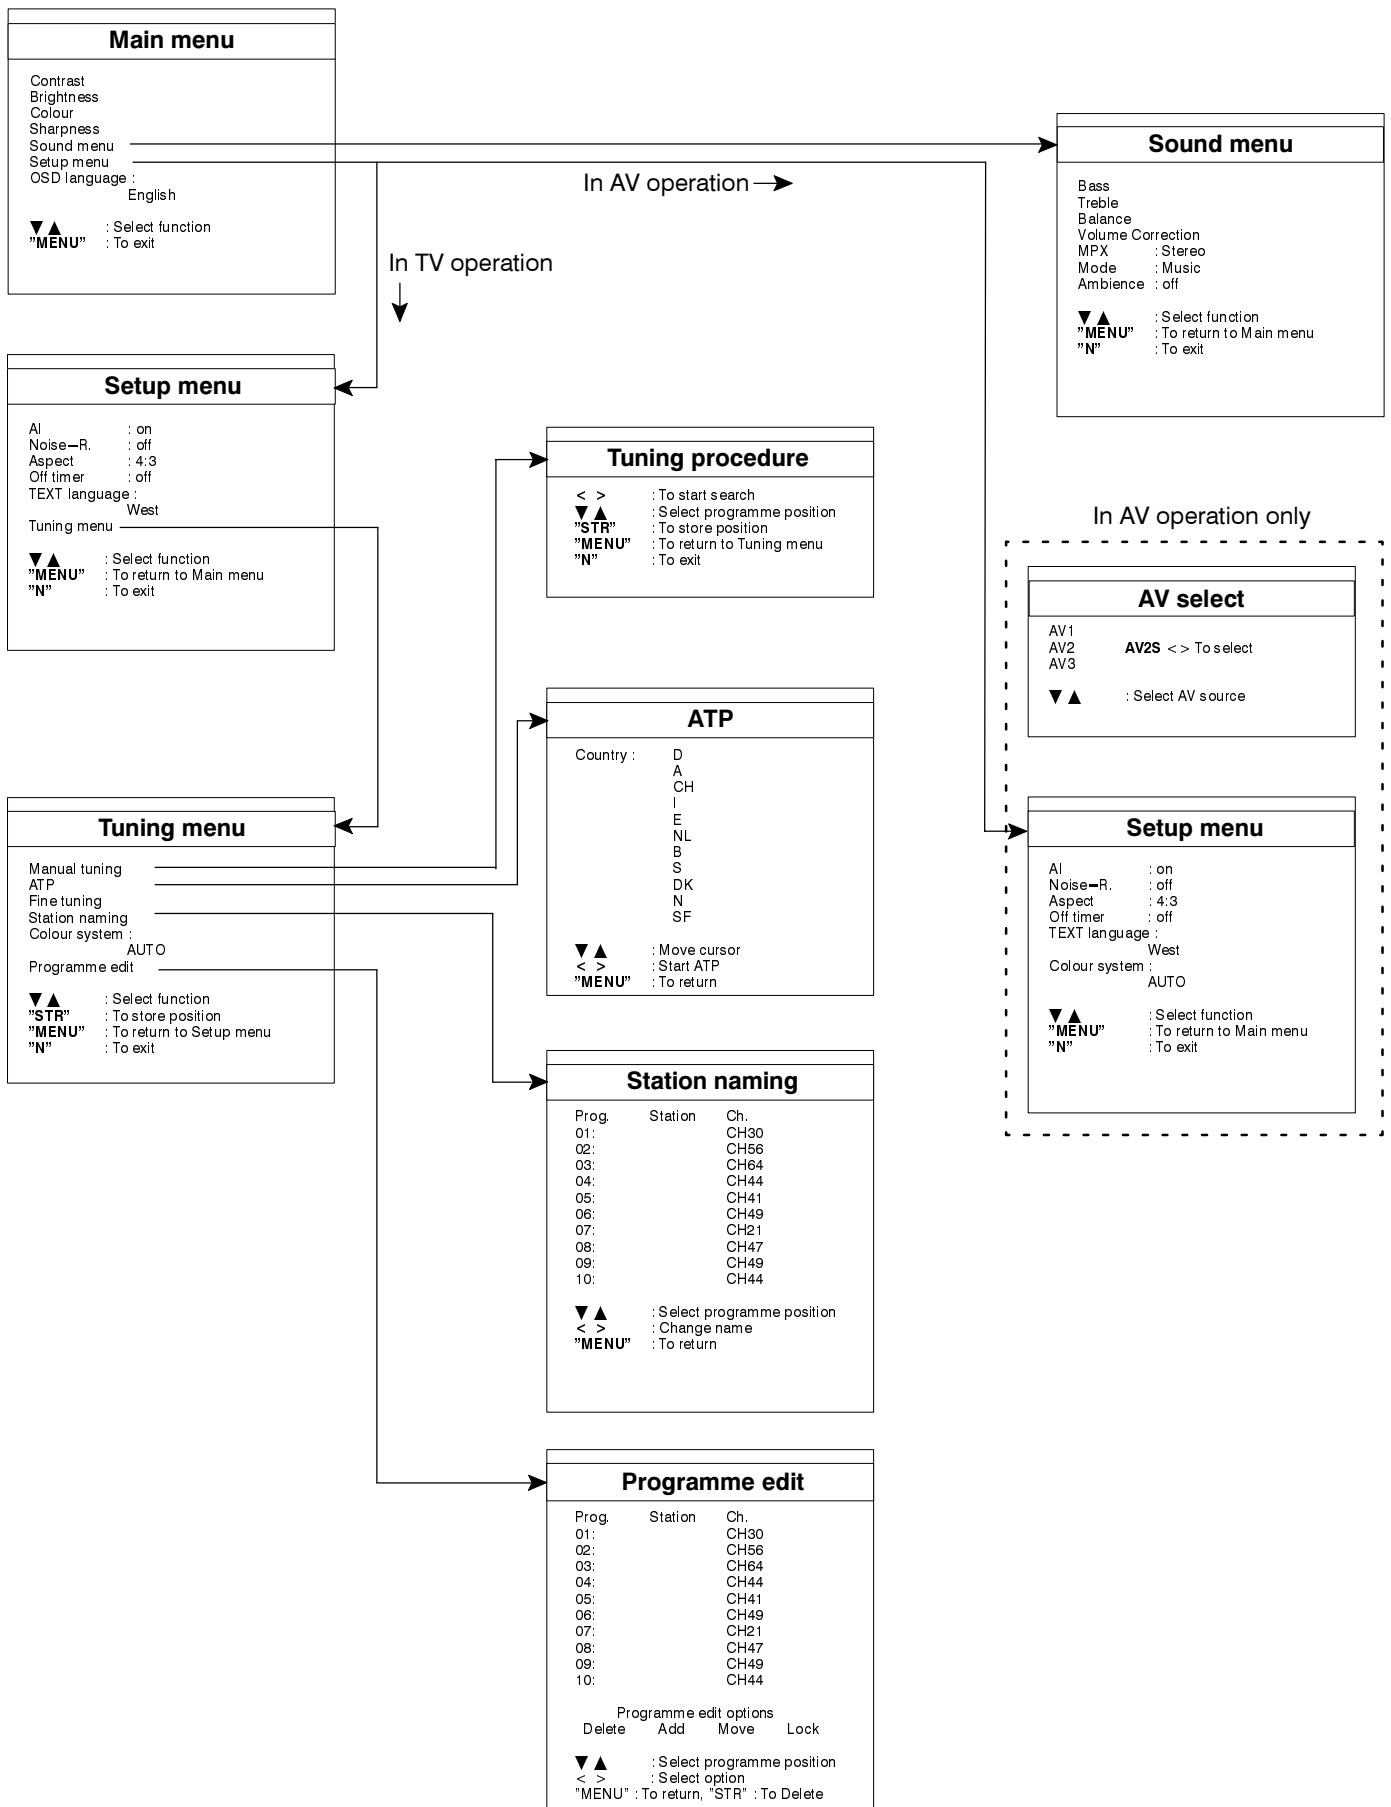 Main menu
Contrast
Brightness
Colour
Sharpness
Sound menu
Setup menu
OSD language :
English
▼ ▲ : Select function
"MENU" : To exit
In AV operation
In TV operation
Sound menu
Bass
Treble
Balance
Volume Correction
MPX : Stereo
Mode : Music
Ambience : off
▼ ▲ : Select function
"MENU" : To return to Main menu
"N" : To exit
Setup menu
AI : on
Noise–R. : off
Aspect : 4:3
Off timer : off
TEXT language :
West
Tuning menu
▼ ▲ : Select function
"MENU" : To return to Main menu
"N" : To exit
Tuning procedure
< > : To start search
▼ ▲ : Select programme position
"STR" : To store position
"MENU" : To return to Tuning menu
"N" : To exit
In AV operation only
AV select
AV1
AV2 AV2S < > To select
AV3
▼ ▲ : Select AV source
ATP
Country : D
A
CH
I
E
NL
B
S
DK
N
SF
▼ ▲ : Move cursor
< > : Start ATP
"MENU" : To return
Tuning menu
Manual tuning
ATP
Fine tuning
Station naming
Colour system :
AUTO
Programme edit
▼ ▲ : Select function
"STR" : To store position
"MENU" : To return to Setup menu
"N" : To exit
Setup menu
AI : on
Noise–R. : off
Aspect : 4:3
Off timer : off
TEXT language :
West
Colour system :
AUTO
▼ ▲ : Select function
"MENU" : To return to Main menu
"N" : To exit
Station naming
Prog. Station Ch.
01: CH30
02: CH56
03: CH64
04: CH44
05: CH41
06: CH49
07: CH21
08: CH47
09: CH49
10: CH44
▼ ▲ : Select programme position
< > : Change name
"MENU" : To return
Programme edit
Prog. Station Ch.
01: CH30
02: CH56
03: CH64
04: CH44
05: CH41
06: CH49
07: CH21
08: CH47
09: CH49
10: CH44
Programme edit options
Delete Add Move Lock
▼ ▲ : Select programme position
< > : Select option
"MENU" : To return, "STR" : To Delete